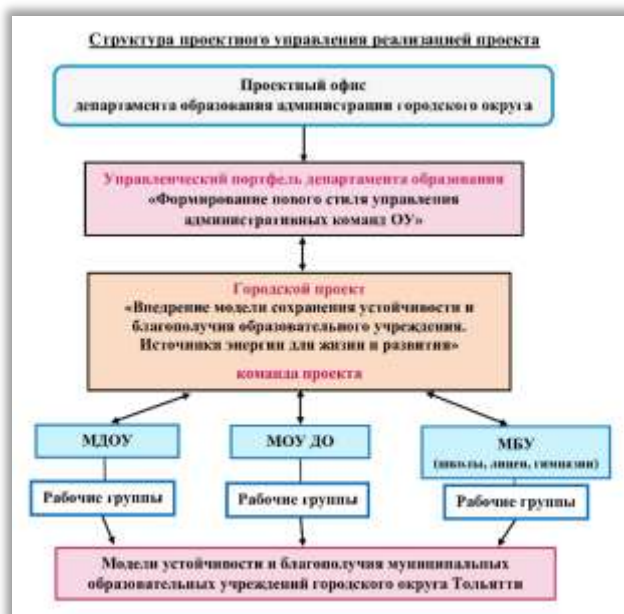 Структура проектного управления реализацией проекта
Проектный офис
департамента образования администрации городского округа
Управленческий портфель департамента образования
«Формирование нового стиля управления
административных команд ОУ»
Городской проект
«Внедрение модели сохранения устойчивости и
благополучия образовательного учреждения.
Источники энергии для жизни и развития»
команда проекта
МДОУ
МОУ ДО
МБУ
(школы, лицеи, гимназии)
Рабочие группы
Рабочие группы
Рабочие группы
Модели устойчивости и благополучия муниципальных
образовательных учреждений городского округа Тольятти